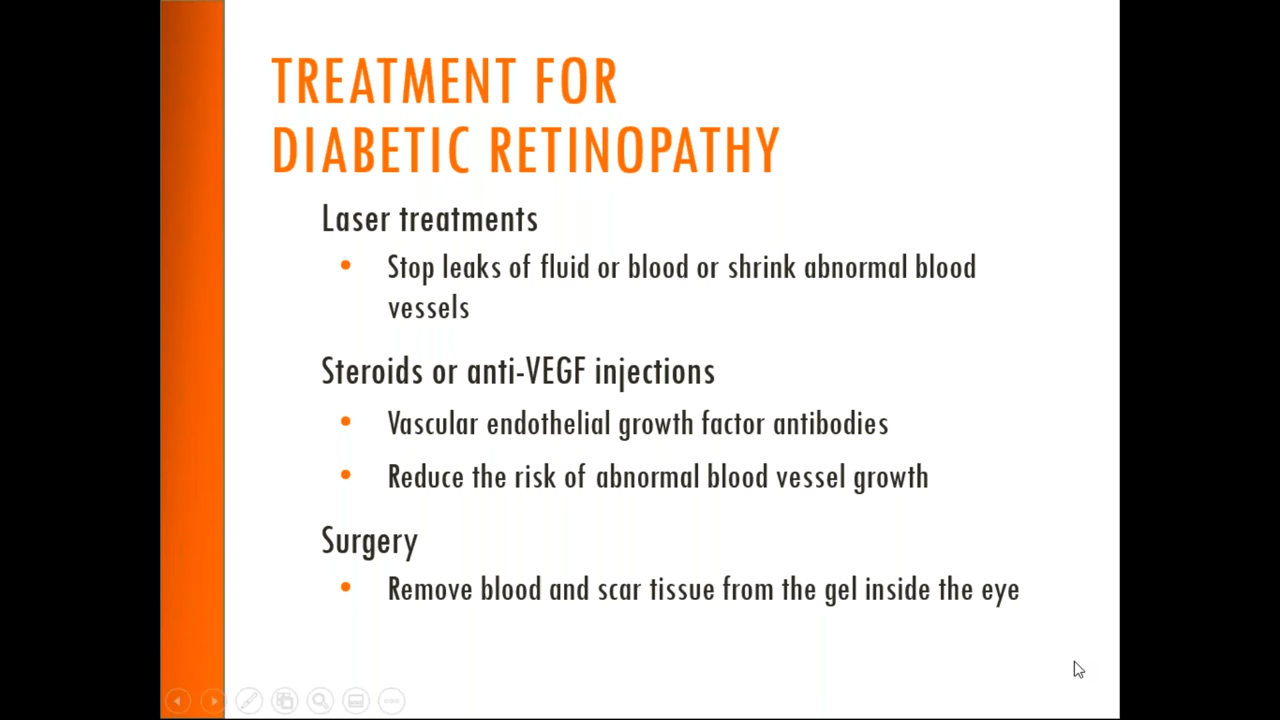 TREATMENT FOR
DIABETIC RETINOPATHY
Laser treatments
• Stop leaks of fluid or blood or shrink abnormal blood
vessels
Steroids or anti-VEGF injections
• Vascular endothelial growth factor antibodies
• Reduce the risk of abnormal blood vessel growth
Surgery
• Remove blood and scar tissue from the gel inside the eye